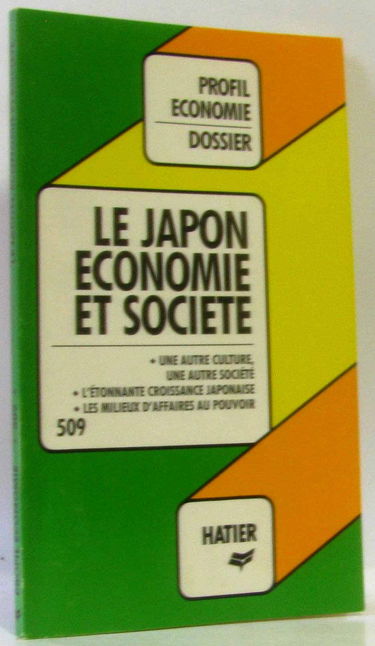 PROFIL
ECONOMIE
DOSSIER
LE JAPON
ECONOMIE
ET SOCIETE
• UNE AUTRE CULTURE,
UNE AUTRE SOCIÉTÉ
• L'ÉTONNANTE CROISSANCE JAPONAISE
• LES MILIEUX D'AFFAIRES AU POUVOIR
509
HATIER